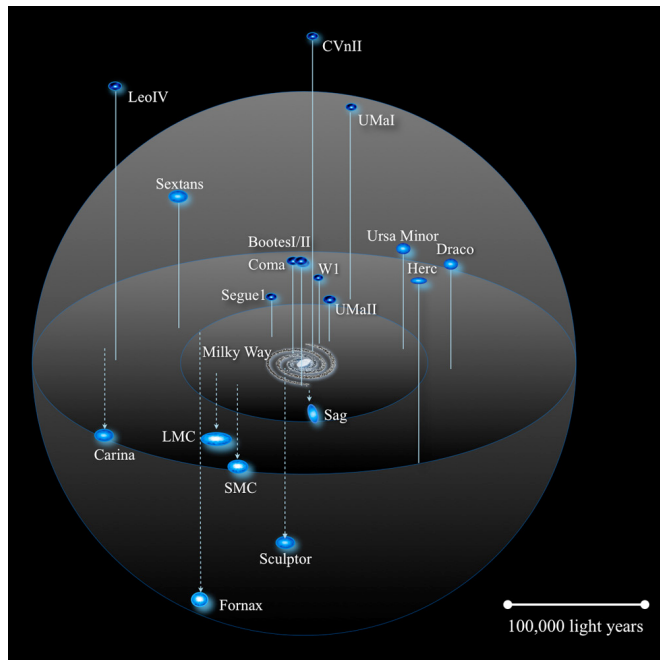 CVnII
LeoIV
UMaI
Sextans
BootesI/II
Ursa Minor
Draco
Coma
W1
Herc
Segue1
UMaII
Milky Way
Sag
LMC
Carina
SMC
Sculptor
Fornax
100,000 light years